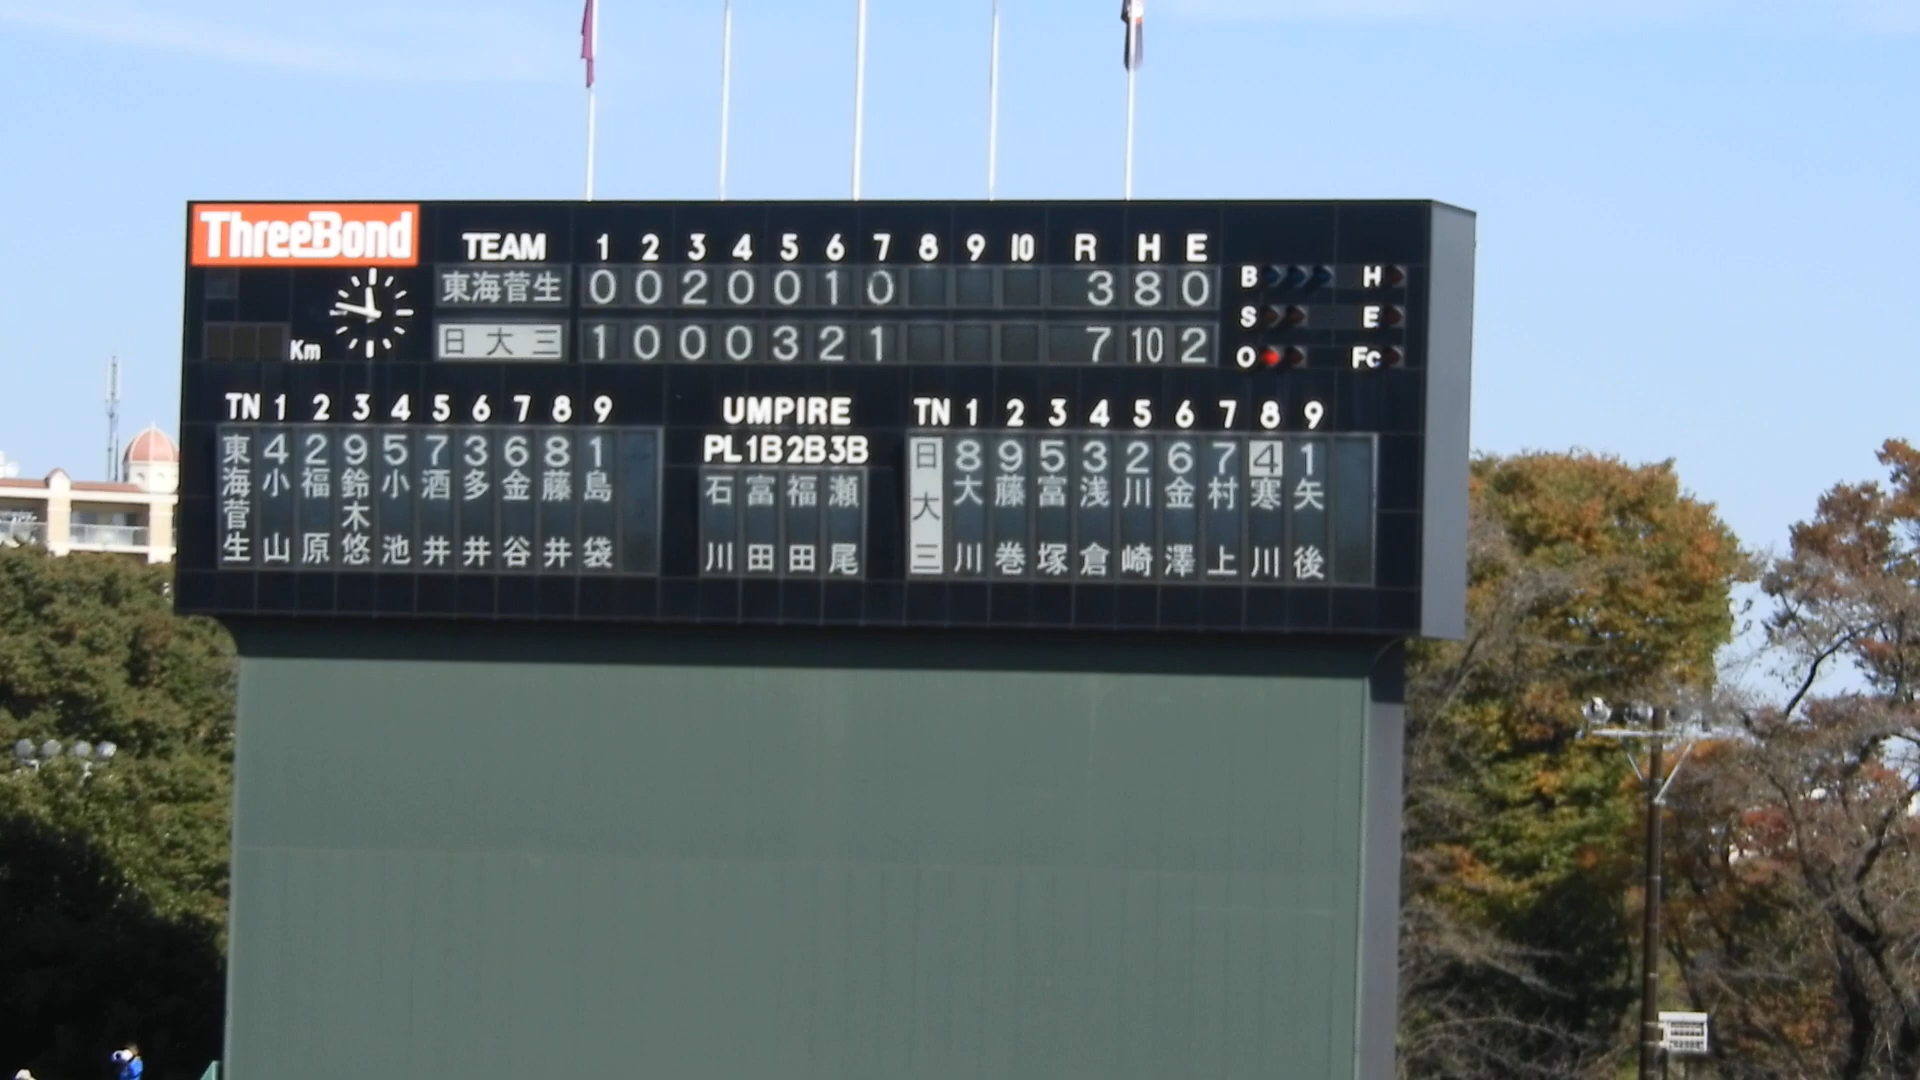 ThreeBond
TEAM 1 2 3 4 5 6 7 8 9 10 R H E
東海菅生 0 0 2 0 0 1 0 3 8 0
日大三 1 0 0 0 3 2 1 7 10 2
B H
S E
O Fc
Km
TN 1 2 3 4 5 6 7 8 9
東海菅生
4 小山
2 福原
9 鈴木悠
5 小池
7 酒井
3 多井
6 金谷
8 藤井
1 島袋
UMPIRE
PL 1B 2B 3B
石川
富田
福田
瀬尾
TN 1 2 3 4 5 6 7 8 9
日大三
8 大川
9 藤巻
5 富塚
3 浅倉
2 川崎
6 金澤
7 村上
4 寒川
1 矢後